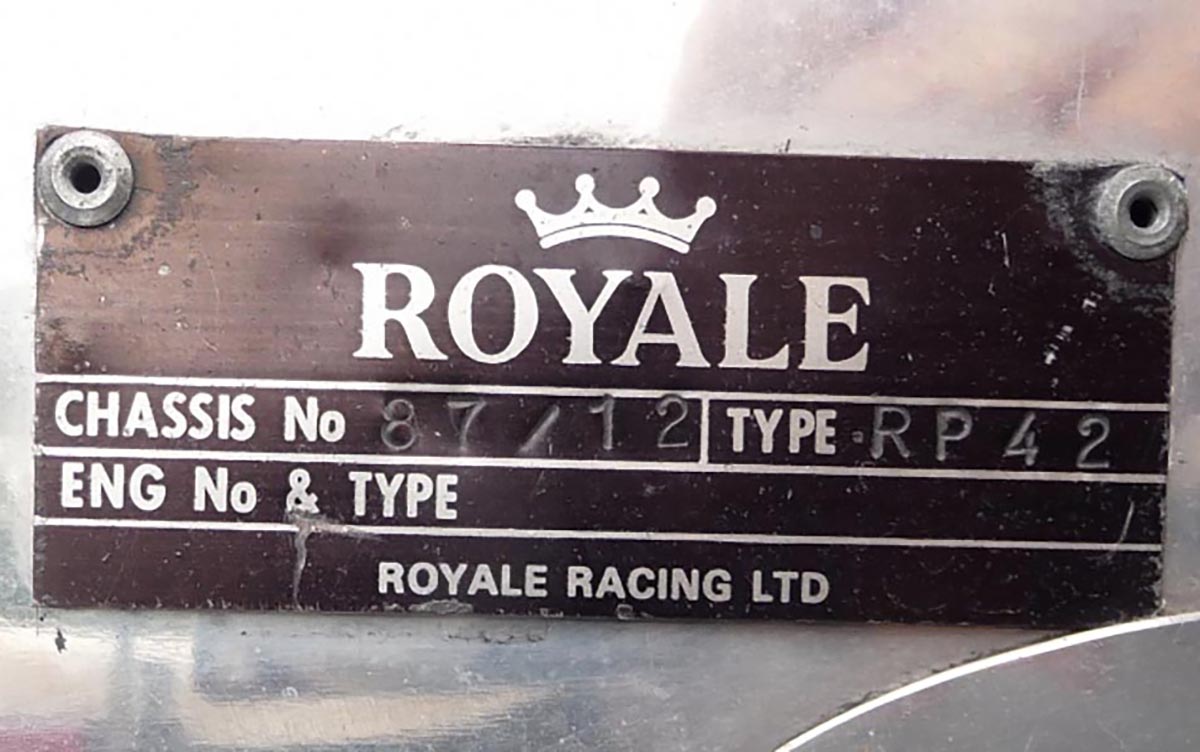 ROYALE
CHASSIS No 87/12 TYPE RP42
ENG No & TYPE
ROYALE RACING LTD